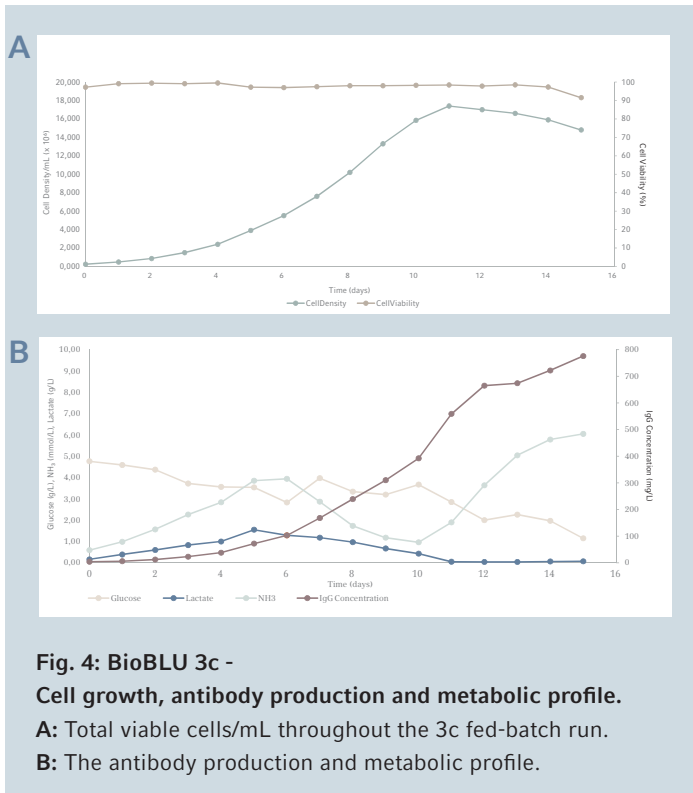 A
20,000
18,000
16,000
14,000
12,000
10,000
8,000
6,000
4,000
2,000
0,000
Cell Density/mL (x 10⁶)
100
90
80
70
60
50
40
30
20
10
0
Cell Viability (%)
0 2 4 6 8 10 12 14 16
Time (days)
CellDensity CellViability
B
10,00
9,00
8,00
7,00
6,00
5,00
4,00
3,00
2,00
1,00
0,00
Glucose (g/L), NH₃ (mmol/L), Lactate (g/L)
800
700
600
500
400
300
200
100
0
IgG Concentration (mg/L)
0 2 4 6 8 10 12 14 16
Time (days)
Glucose Lactate NH3 IgG Concentration
Fig. 4: BioBLU 3c -
Cell growth, antibody production and metabolic profile.
A: Total viable cells/mL throughout the 3c fed-batch run.
B: The antibody production and metabolic profile.